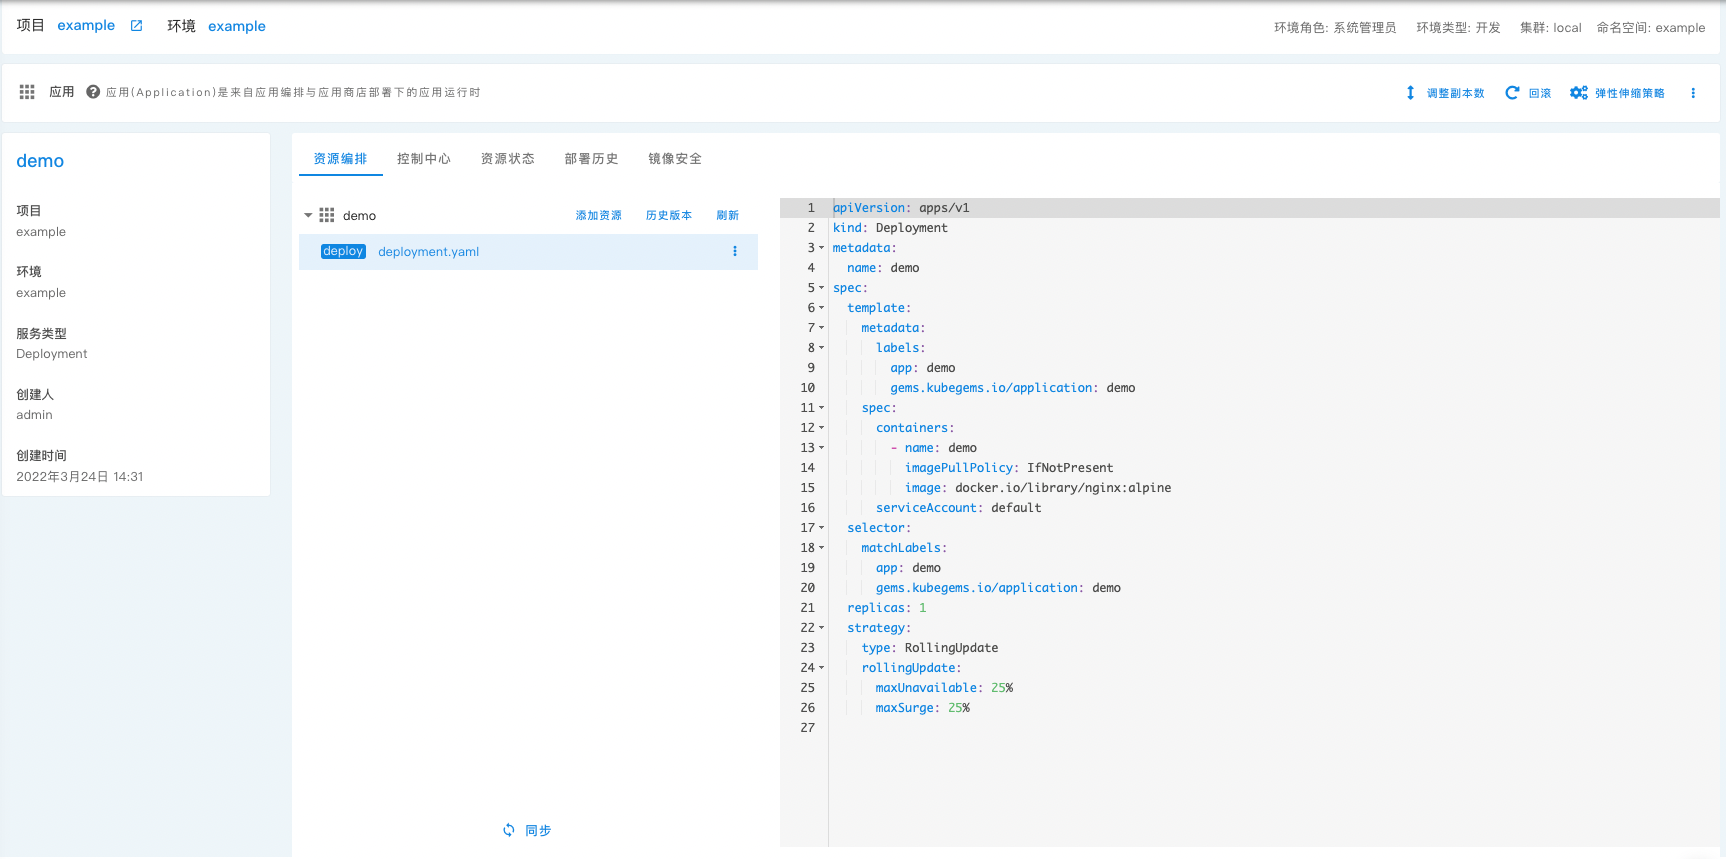 项目 example 环境 example
环境角色: 系统管理员 环境类型: 开发 集群: local 命名空间: example
应用 应用(Application)是来自应用编排与应用商店部署下的应用运行时
调整副本数 回滚 弹性伸缩策略
demo
项目
example
环境
example
服务类型
Deployment
创建人
admin
创建时间
2022年3月24日 14:31
资源编排 控制中心 资源状态 部署历史 镜像安全
demo 添加资源 历史版本 刷新
deploy deployment.yaml
同步
1 apiVersion: apps/v1
2 kind: Deployment
3 metadata:
4   name: demo
5 spec:
6   template:
7     metadata:
8       labels:
9         app: demo
10         gems.kubegems.io/application: demo
11     spec:
12       containers:
13         - name: demo
14           imagePullPolicy: IfNotPresent
15           image: docker.io/library/nginx:alpine
16       serviceAccount: default
17   selector:
18     matchLabels:
19       app: demo
20       gems.kubegems.io/application: demo
21   replicas: 1
22   strategy:
23     type: RollingUpdate
24     rollingUpdate:
25       maxUnavailable: 25%
26       maxSurge: 25%
27